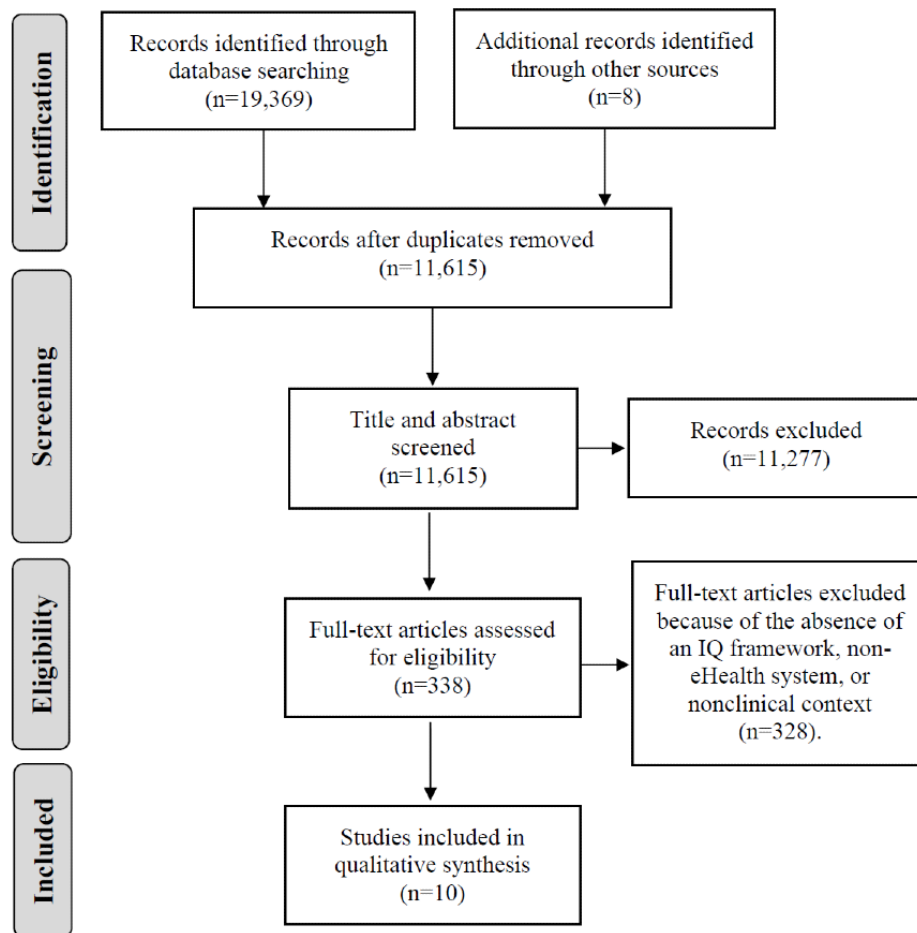 Identification
Records identified through
database searching
(n=19,369)
Additional records identified
through other sources
(n=8)
Records after duplicates removed
(n=11,615)
Screening
Title and abstract
screened
(n=11,615)
Records excluded
(n=11,277)
Eligibility
Full-text articles assessed
for eligibility
(n=338)
Full-text articles excluded
because of the absence of
an IQ framework, non-
eHealth system, or
nonclinical context
(n=328).
Included
Studies included in
qualitative synthesis
(n=10)